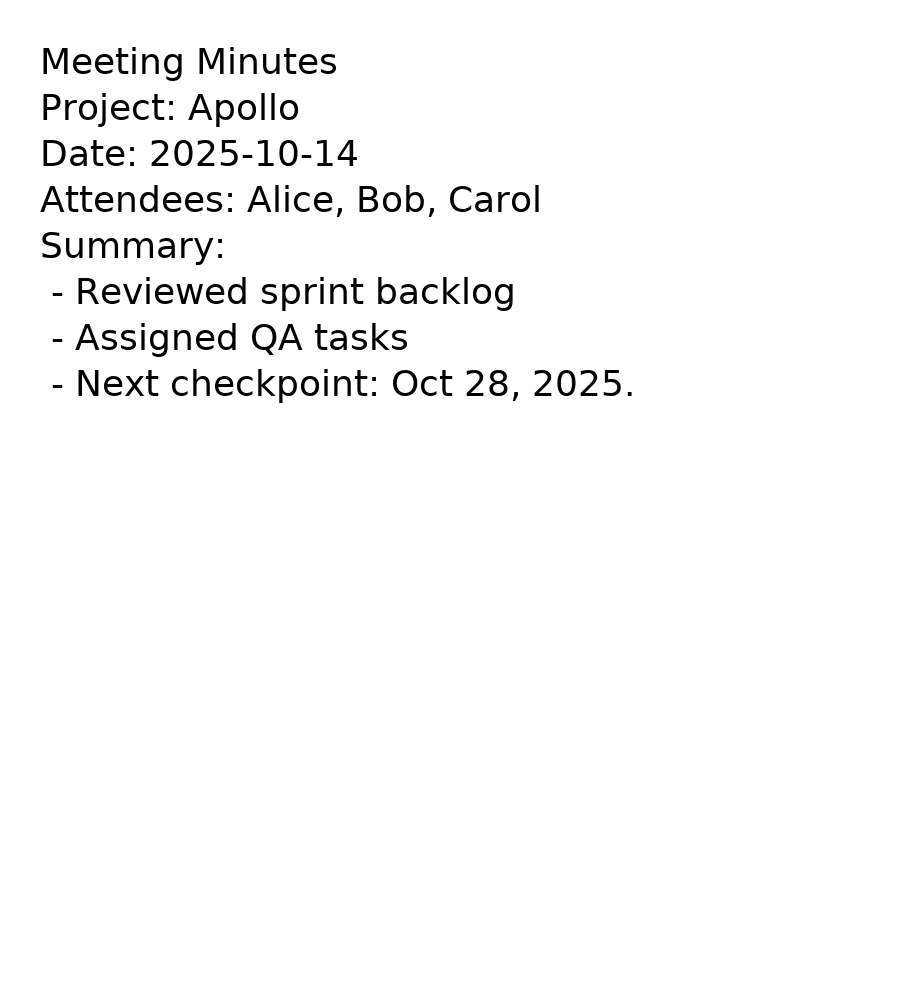 Meeting Minutes
Project: Apollo
Date: 2025-10-14
Attendees: Alice, Bob, Carol
Summary:
 - Reviewed sprint backlog
 - Assigned QA tasks
 - Next checkpoint: Oct 28, 2025.